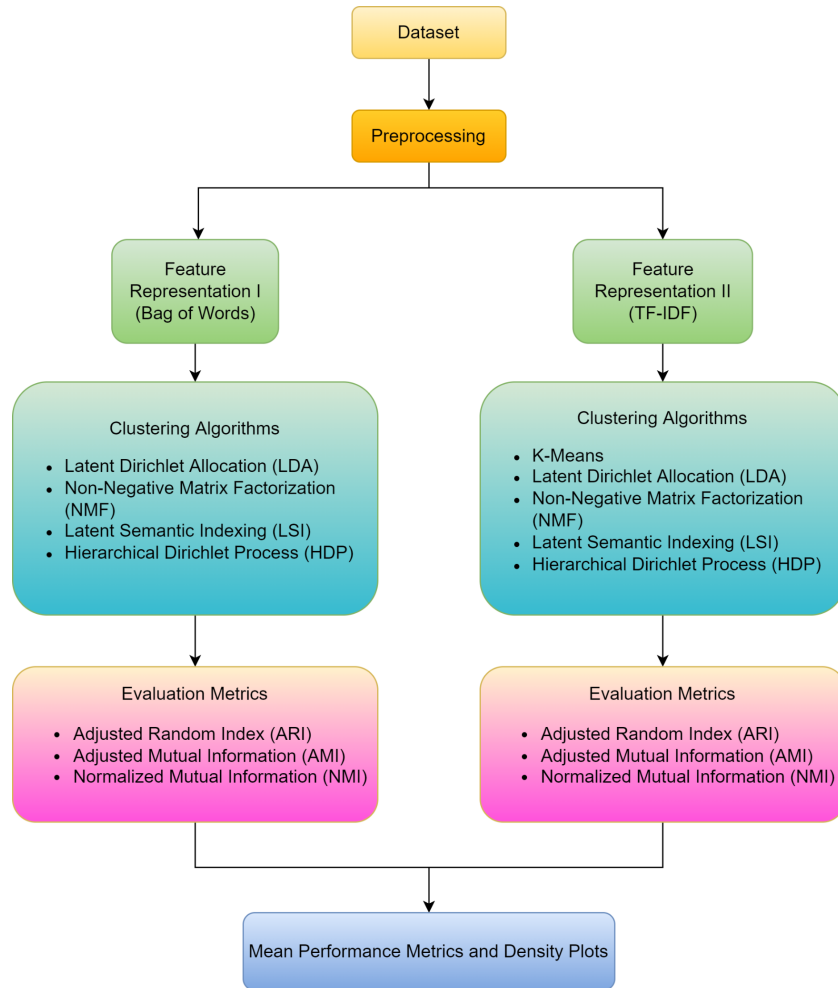 Dataset
Preprocessing
Feature
Representation I
(Bag of Words)
Feature
Representation II
(TF-IDF)
Clustering Algorithms
• Latent Dirichlet Allocation (LDA)
• Non-Negative Matrix Factorization
(NMF)
• Latent Semantic Indexing (LSI)
• Hierarchical Dirichlet Process (HDP)
Clustering Algorithms
• K-Means
• Latent Dirichlet Allocation (LDA)
• Non-Negative Matrix Factorization
(NMF)
• Latent Semantic Indexing (LSI)
• Hierarchical Dirichlet Process (HDP)
Evaluation Metrics
• Adjusted Random Index (ARI)
• Adjusted Mutual Information (AMI)
• Normalized Mutual Information (NMI)
Evaluation Metrics
• Adjusted Random Index (ARI)
• Adjusted Mutual Information (AMI)
• Normalized Mutual Information (NMI)
Mean Performance Metrics and Density Plots